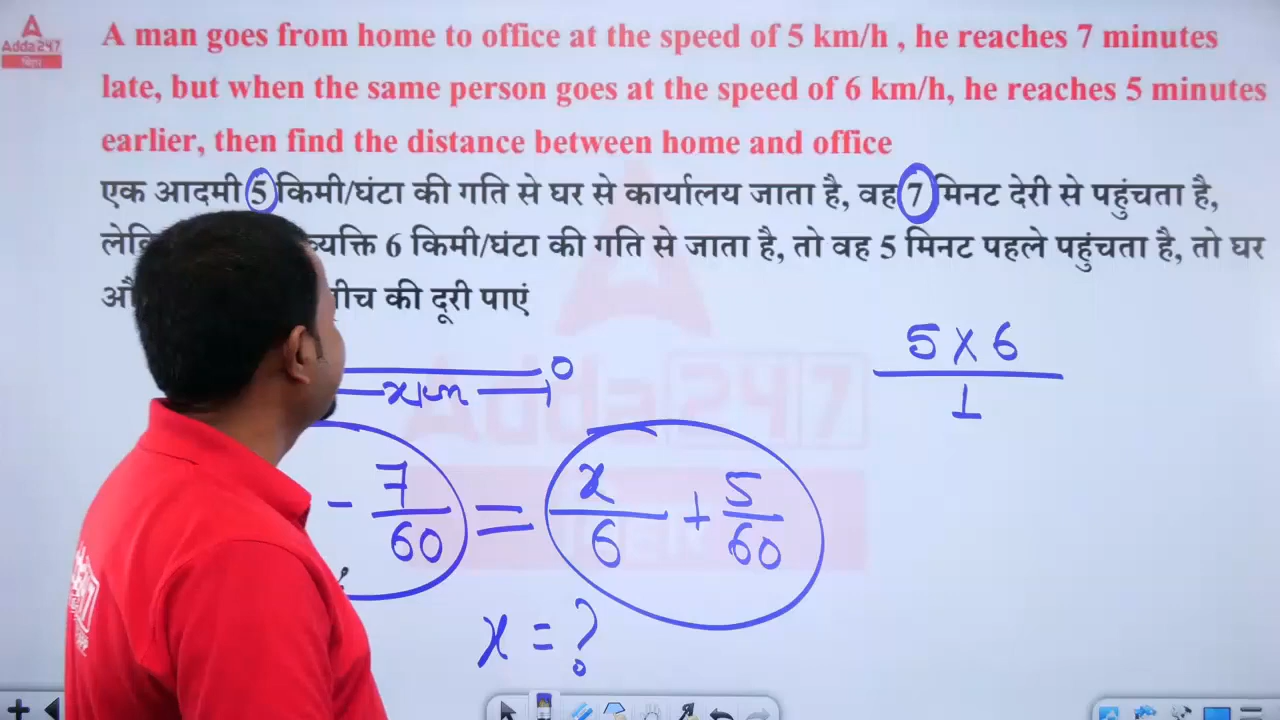 A man goes from home to office at the speed of 5 km/h , he reaches 7 minutes
late, but when the same person goes at the speed of 6 km/h, he reaches 5 minutes
earlier, then find the distance between home and office
एक आदमी 5 किमी/घंटा की गति से घर से कार्यालय जाता है, वह 7 मिनट देरी से पहुंचता है,
6 किमी/घंटा की गति से जाता है, तो वह 5 मिनट पहले पहुंचता है, तो घर
की दूरी पाएं
Adda247
5 × 6
1
O
- 7/60 = x/6 + 5/60
x = ?